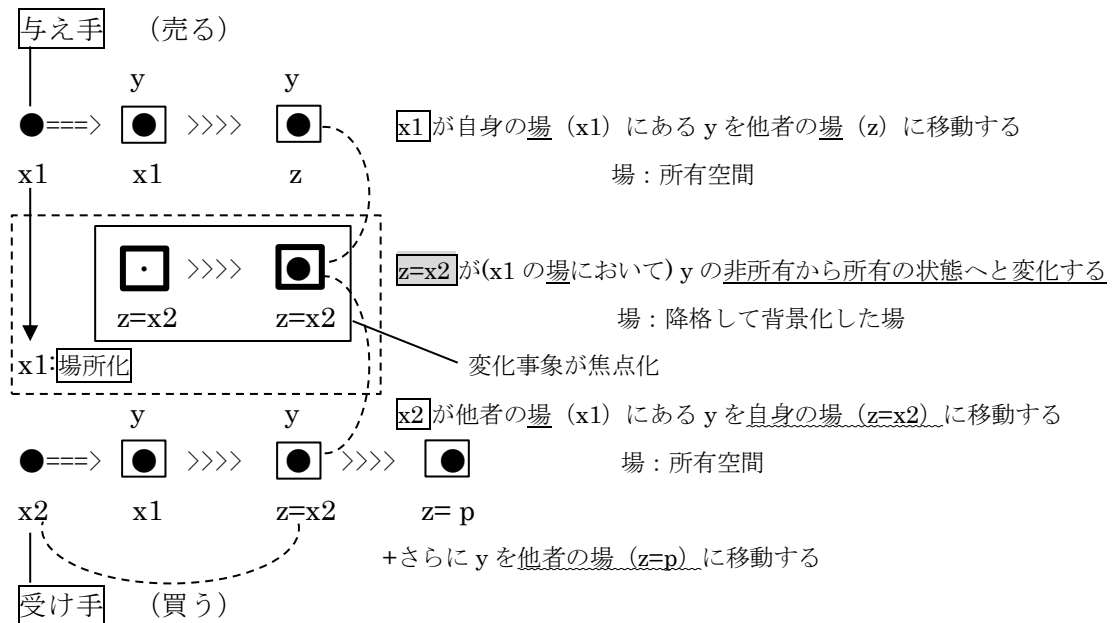 与え手 （売る）
y y
===> >>>> x1が自身の場（x1）にある y を他者の場（z）に移動する
x1 x1 z 場：所有空間
>>>> z=x2が(x1 の場において) y の非所有から所有の状態へと変化する
z=x2 z=x2 場：降格して背景化した場
x1:場所化 変化事象が焦点化
y y x2が他者の場（x1）にある y を自身の場（z=x2）に移動する
===> >>>> >>>> 場：所有空間
x2 x1 z=x2 z= p
+さらに y を他者の場（z=p）に移動する
受け手 （買う）